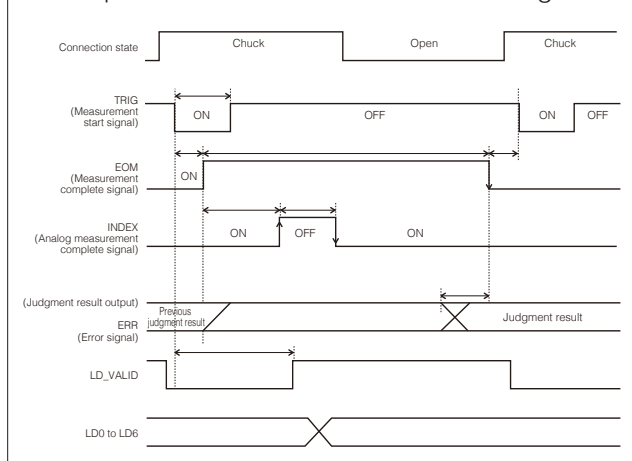 Connection state
Chuck
Open
Chuck
TRIG
(Measurement
start signal)
ON
OFF
ON
OFF
EOM
(Measurement
complete signal)
ON
INDEX
(Analog measurement
complete signal)
ON
OFF
ON
(Judgment result output)
Previous
judgment result
Judgment result
ERR
(Error signal)
LD_VALID
LD0 to LD6